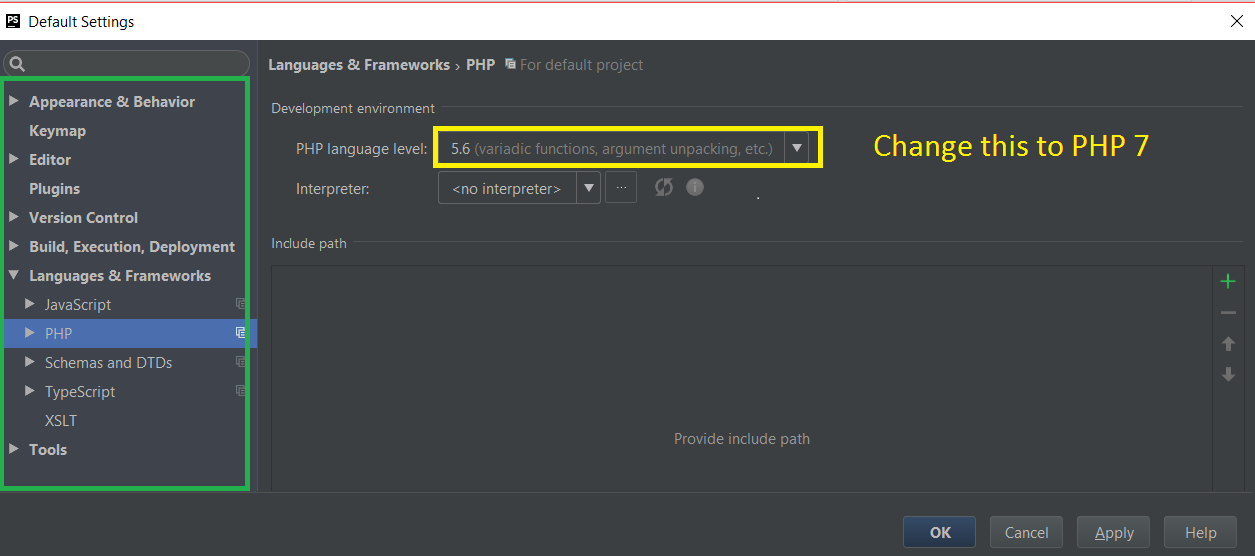 PS Default Settings
Languages & Frameworks › PHP For default project
Appearance & Behavior
Keymap
Editor
Plugins
Version Control
Build, Execution, Deployment
Languages & Frameworks
JavaScript
PHP
Schemas and DTDs
TypeScript
XSLT
Tools
Development environment
PHP language level: 5.6 (variadic functions, argument unpacking, etc.)
Change this to PHP 7
Interpreter: <no interpreter> ...
Include path
Provide include path
OK Cancel Apply Help